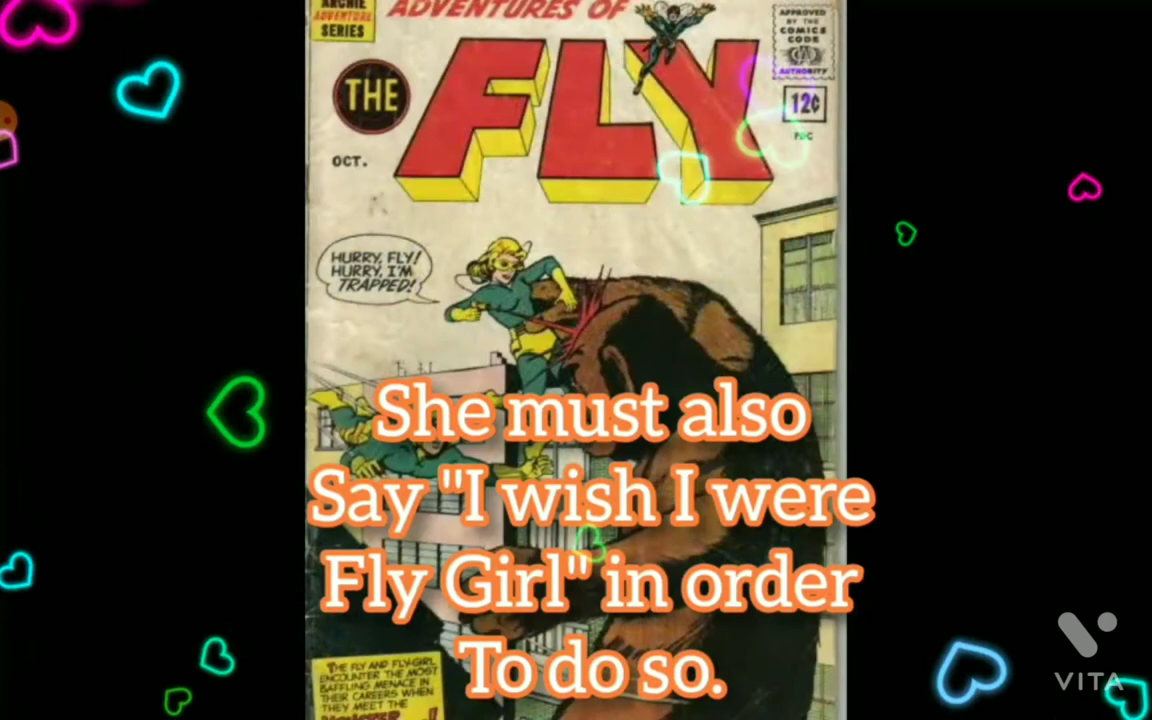 ARCHIE
ADVENTURE
SERIES
ADVENTURES OF
THE
FLY
APPROVED
BY THE
COMICS
CODE
AUTHORITY
12¢
OCT.
HURRY, FLY!
HURRY, I'M
TRAPPED!
She must also
Say "I wish I were
Fly Girl" in order
To do so.
THE FLY AND FLY-GIRL
ENCOUNTER THE MOST
BAFFLING MENACE IN
THEIR CAREERS WHEN
THEY MEET THE
VITA